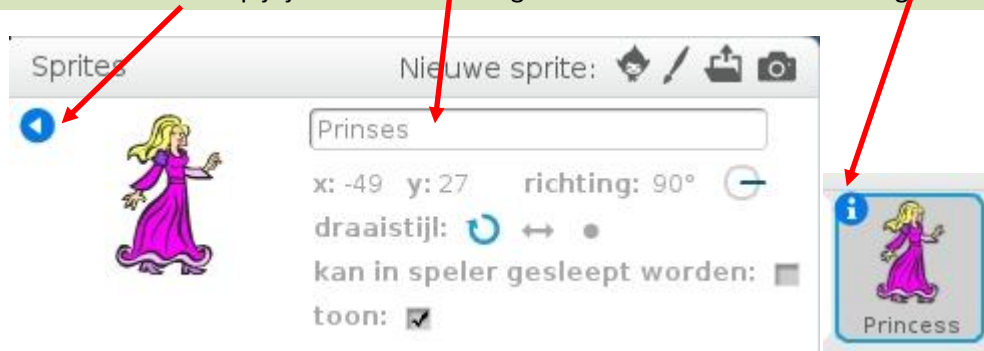 Sprites Nieuwe sprite:
Prinses
x: -49 y: 27 richting: 90°
draaistijl:
kan in speler gesleept worden:
toon:
Princess